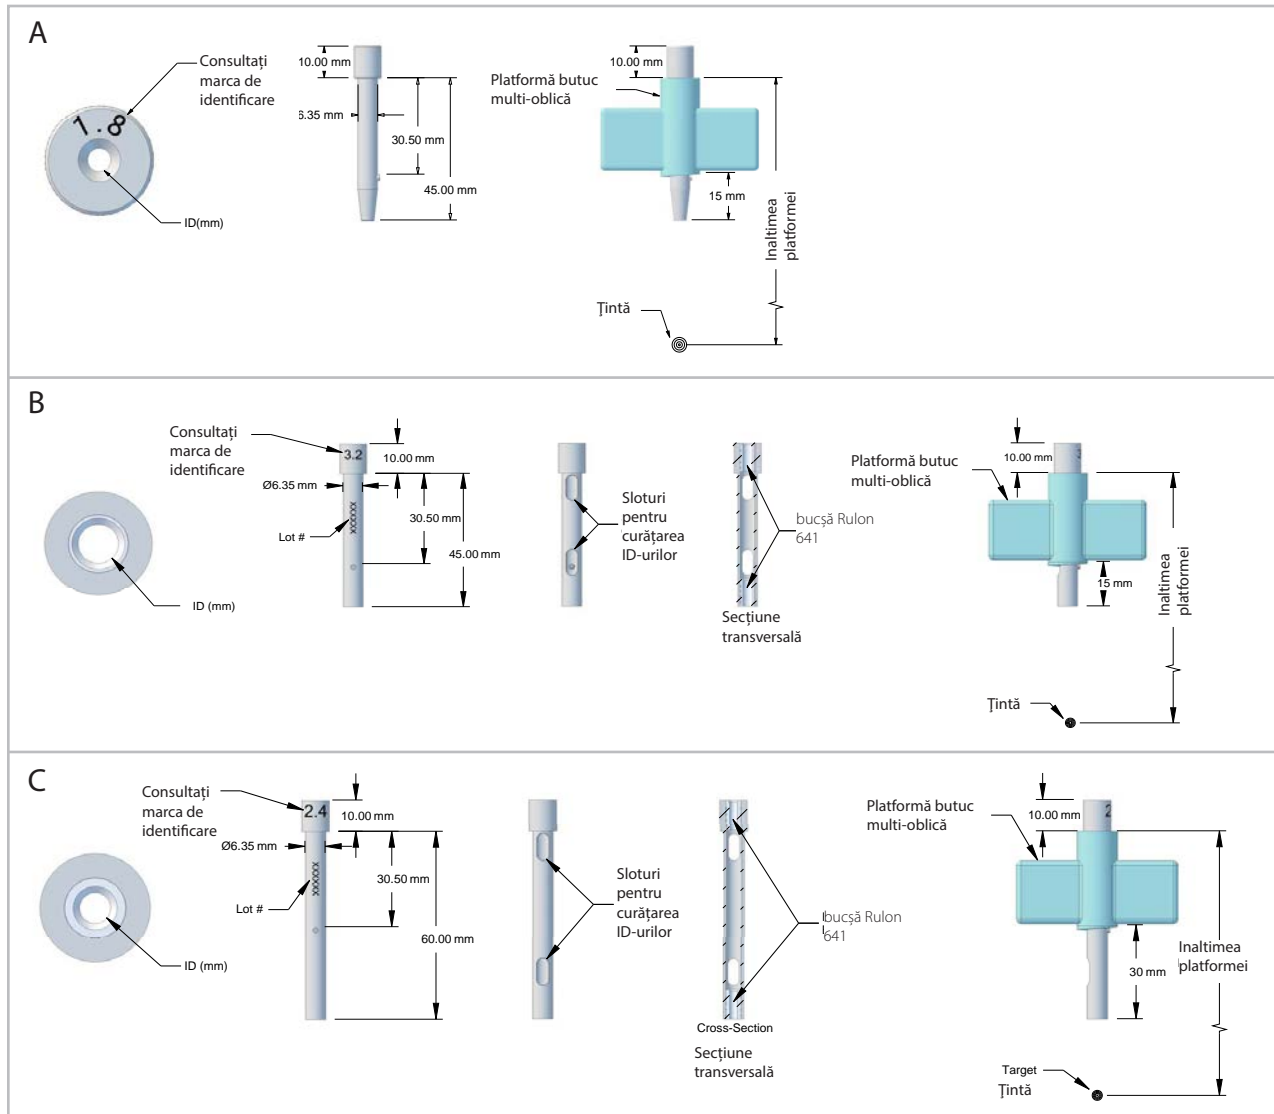 A
Consultați
marca de
identificare
1.8
ID(mm)
10.00 mm
6.35 mm
30.50 mm
45.00 mm
Platformă butuc
multi-oblică
10.00 mm
15 mm
Inaltimea
platformei
Țintă
B
Consultați
marca de
identificare
3.2
10.00 mm
Ø6.35 mm
XXXXXX
Lot #
30.50 mm
45.00 mm
ID (mm)
Sloturi
pentru
curățarea
ID-urilor
bucșă Rulon
641
Secțiune
transversală
Platformă butuc
multi-oblică
10.00 mm
15 mm
Inaltimea
platformei
Țintă
C
Consultați
marca de
identificare
2.4
10.00 mm
Ø6.35 mm
XXXXXX
Lot #
30.50 mm
60.00 mm
ID (mm)
Sloturi
pentru
curățarea
ID-urilor
bucșă Rulon
641
Cross-Section
Secțiune
transversală
Platformă butuc
multi-oblică
10.00 mm
2
30 mm
Inaltimea
platformei
Target
Țintă